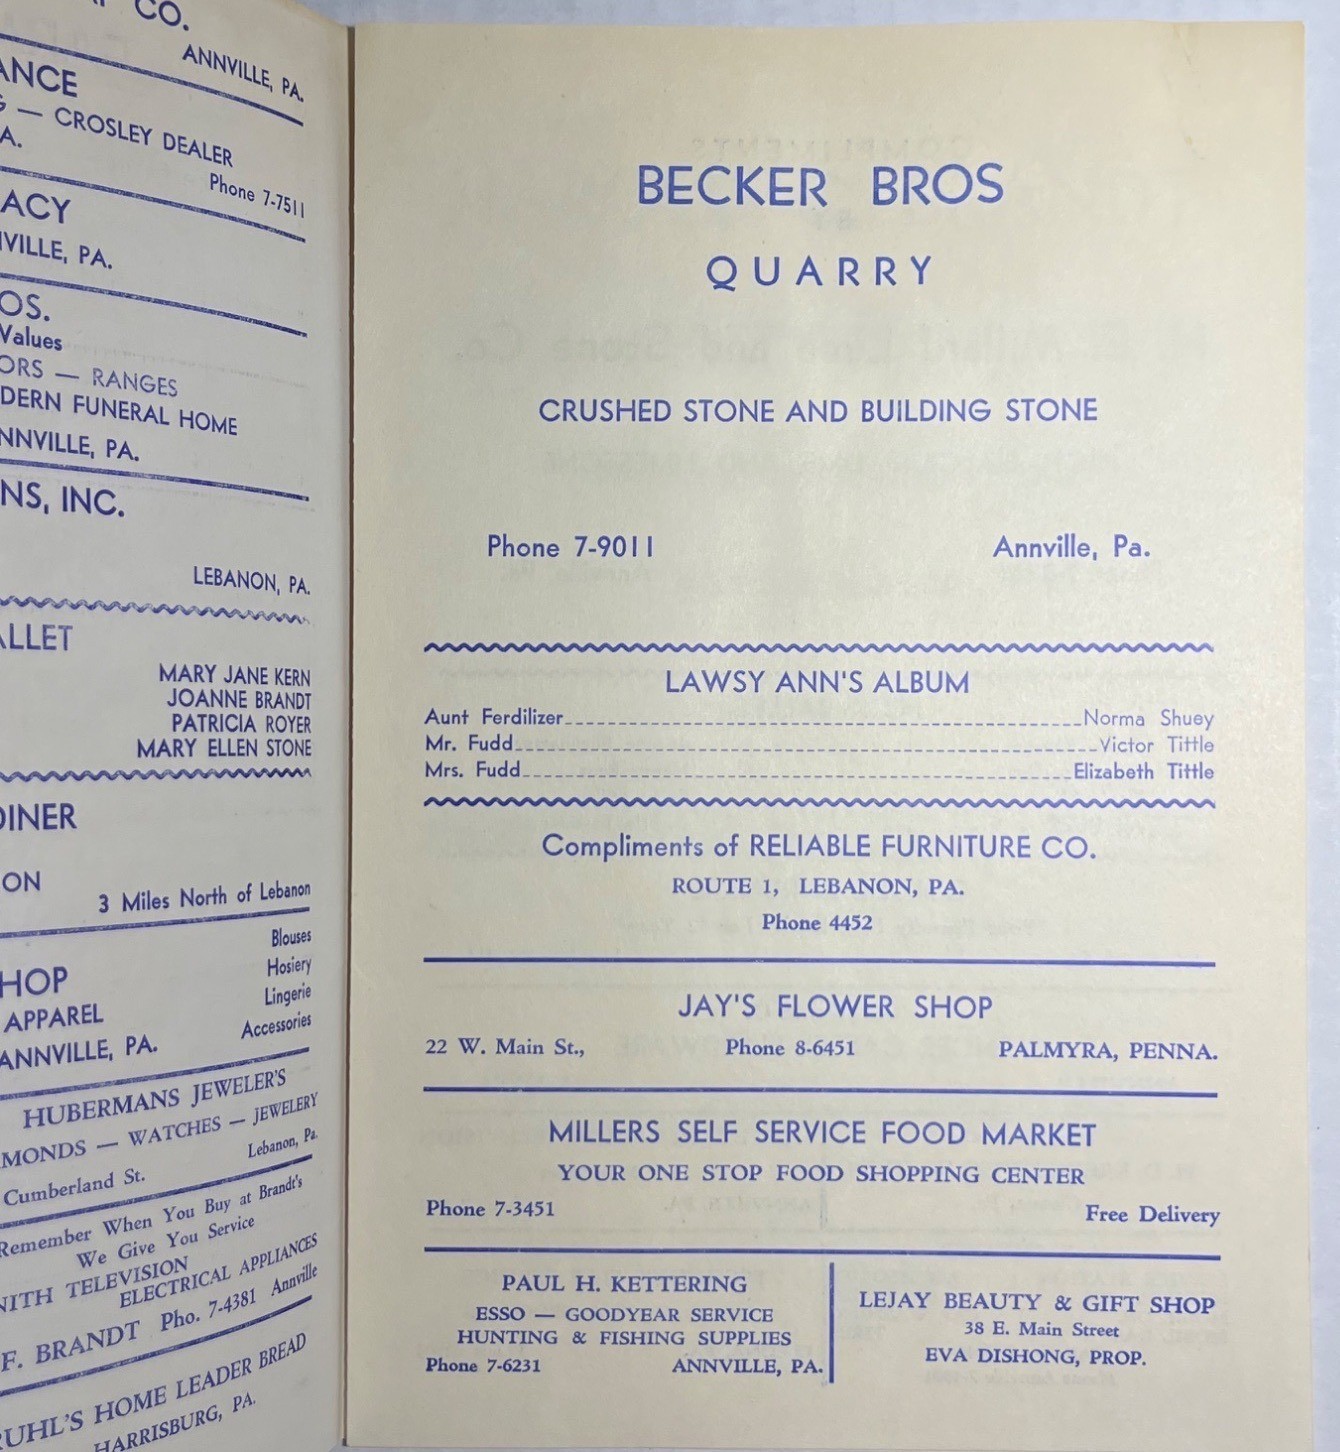 CO.
ANNVILLE, PA.
CROSLEY DEALER
Phone 7-7511
VILLE, PA.
OS.
Values
ORS — RANGES
DERN FUNERAL HOME
NNVILLE, PA.
NS, INC.
LEBANON, PA.
ALLET
MARY JANE KERN
JOANNE BRANDT
PATRICIA ROYER
MARY ELLEN STONE
DINER
ON
3 Miles North of Lebanon
Blouses
Hosiery
HOP
Lingerie
APPAREL
Accessories
ANNVILLE, PA.
HUBERMANS JEWELER'S
MONDS — WATCHES — JEWELRY
Cumberland St. Lebanon, Pa.
Remember When You Buy at Brandt's
We Give You Service
NITH TELEVISION
ELECTRICAL APPLIANCES
F. BRANDT Pho. 7-4381 Annville
RUHL'S HOME LEADER BREAD
HARRISBURG, PA.
BECKER BROS
QUARRY
CRUSHED STONE AND BUILDING STONE
Phone 7-9011 Annville, Pa.
LAWSY ANN'S ALBUM
Aunt Ferdilizer Norma Shuey
Mr. Fudd Victor Tittle
Mrs. Fudd Elizabeth Tittle
Compliments of RELIABLE FURNITURE CO.
ROUTE 1, LEBANON, PA.
Phone 4452
JAY'S FLOWER SHOP
22 W. Main St., Phone 8-6451 PALMYRA, PENNA.
MILLERS SELF SERVICE FOOD MARKET
YOUR ONE STOP FOOD SHOPPING CENTER
Phone 7-3451 Free Delivery
PAUL H. KETTERING
ESSO — GOODYEAR SERVICE
HUNTING & FISHING SUPPLIES
Phone 7-6231 ANNVILLE, PA.
LEJAY BEAUTY & GIFT SHOP
38 E. Main Street
EVA DISHONG, PROP.